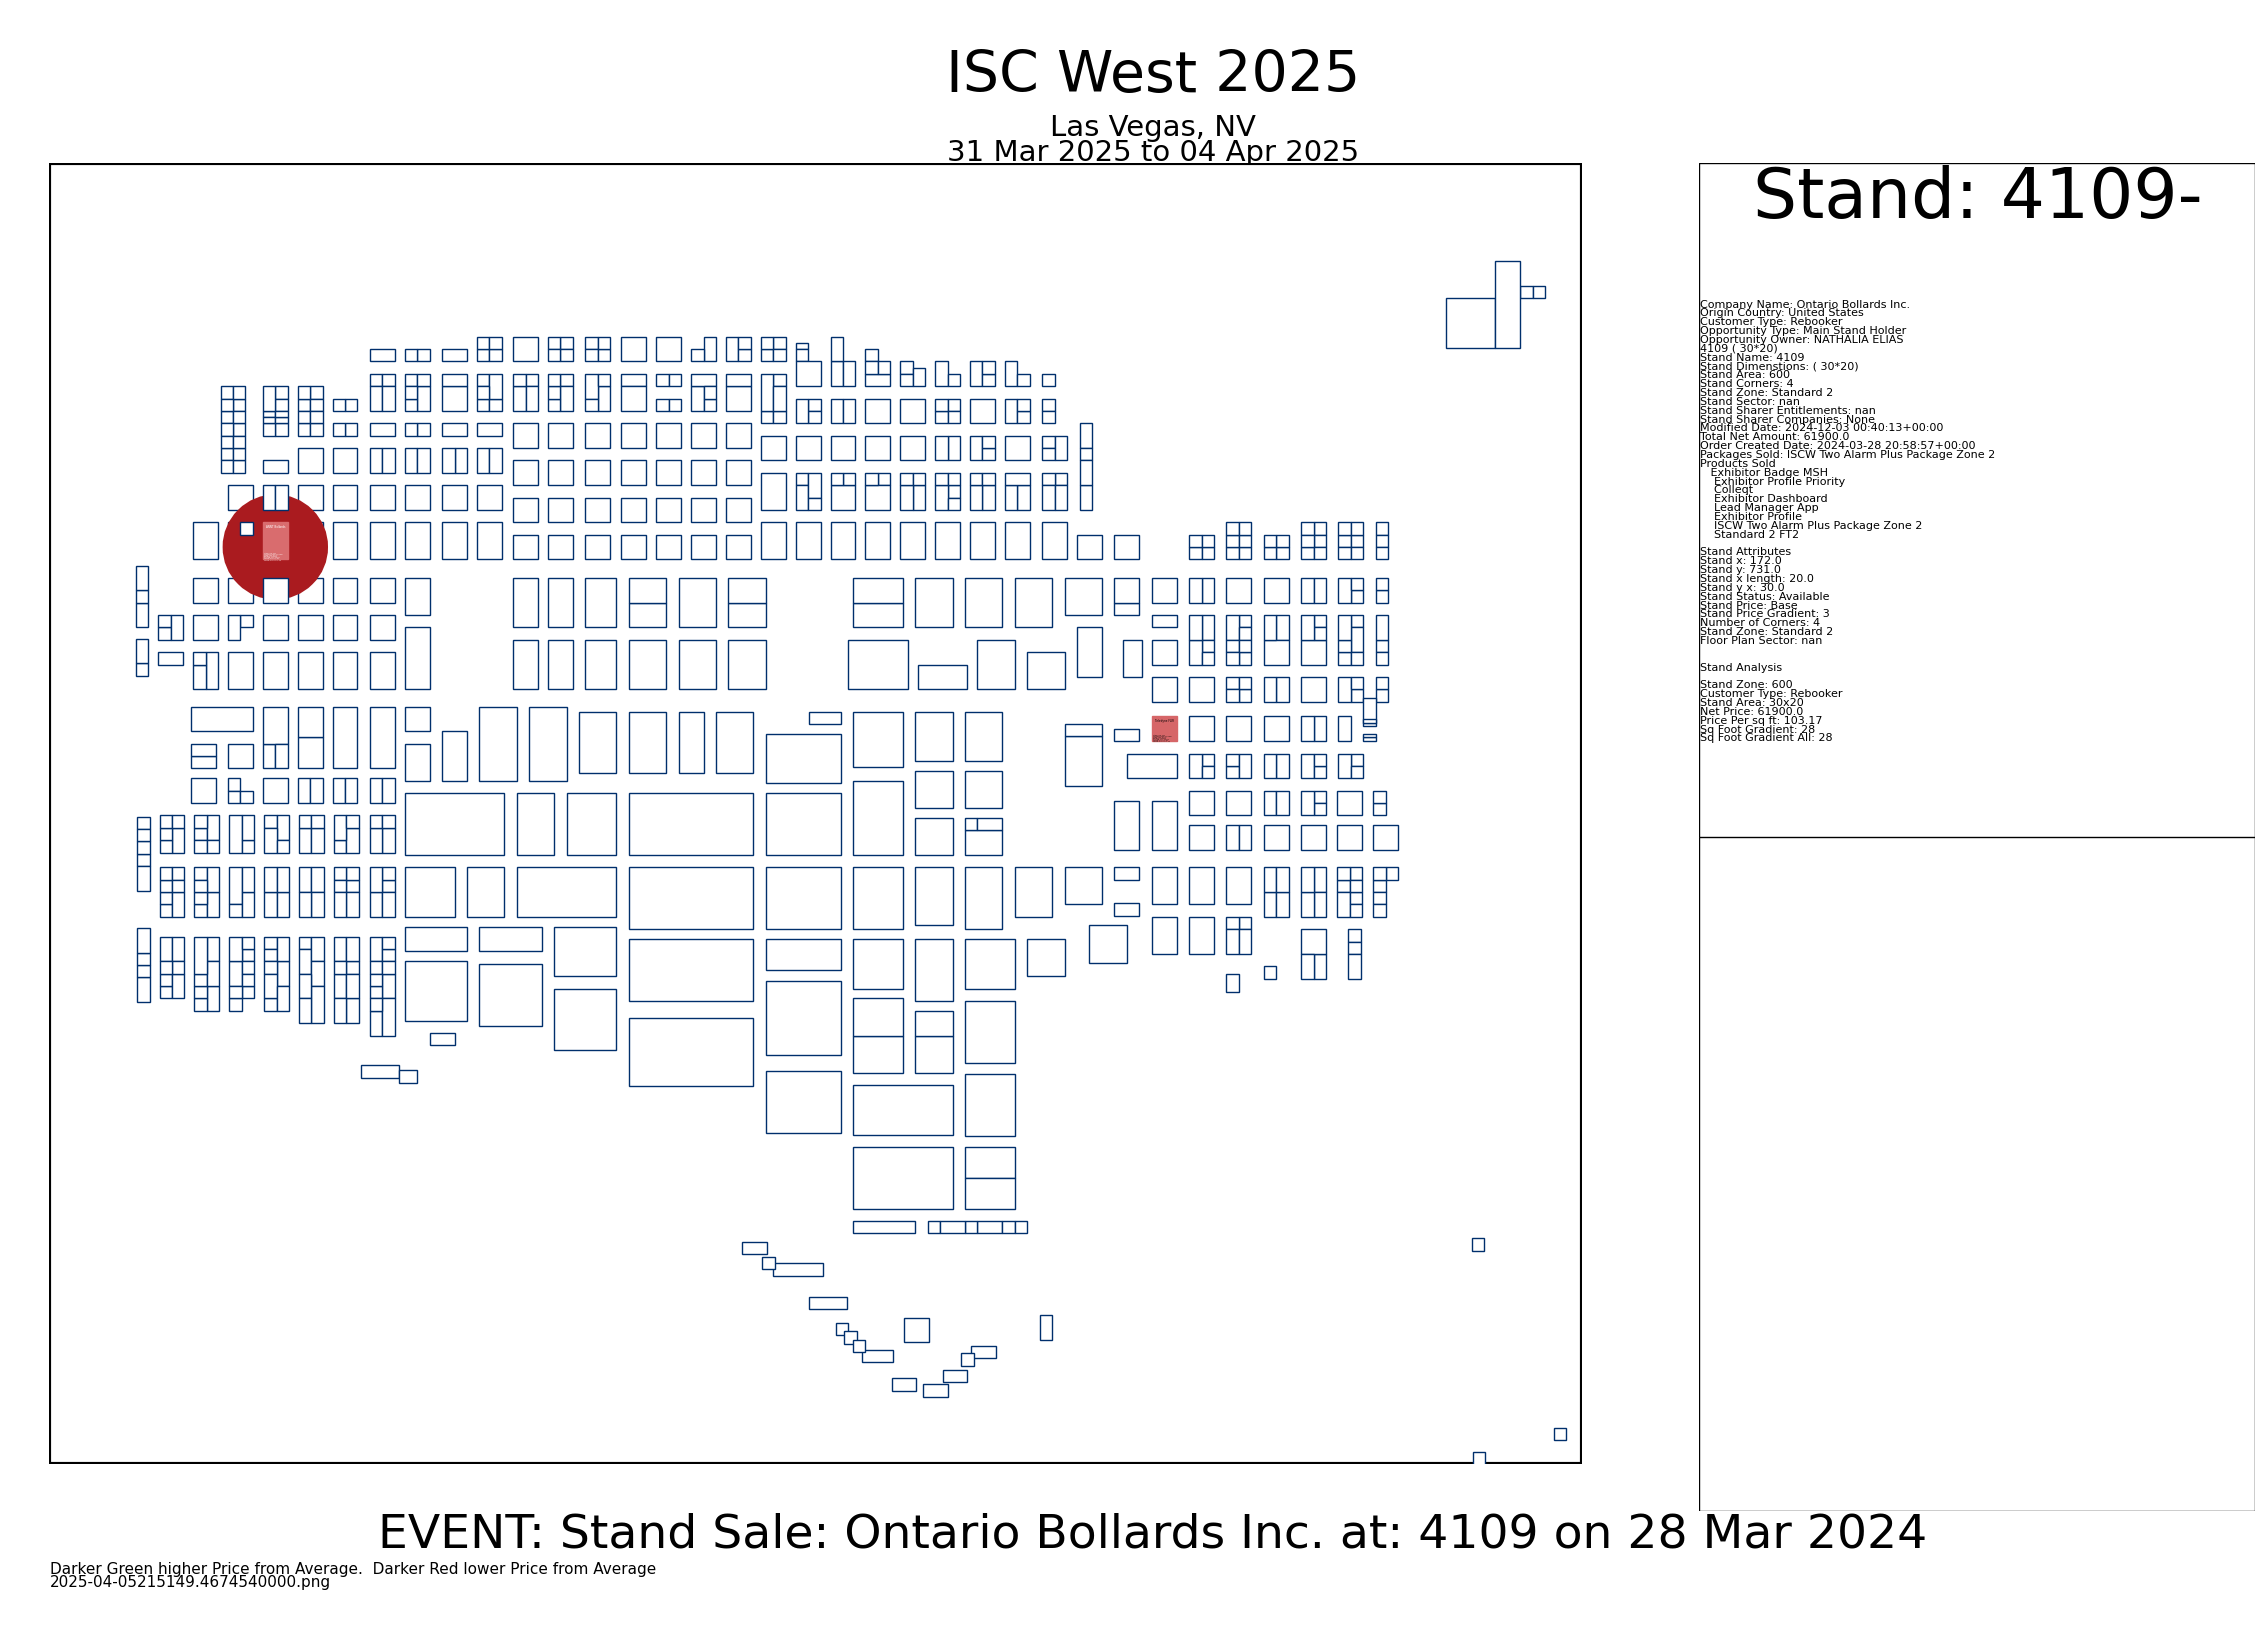 ISC West 2025
Las Vegas, NV
31 Mar 2025 to 04 Apr 2025
Stand: 4109-
Company Name: Ontario Bollards Inc.
Origin Country: United States
Customer Type: Rebooker
Opportunity Type: Main Stand Holder
Opportunity Owner: NATHALIA ELIAS
4109 ( 30*20)
Stand Name: 4109
Stand Dimenstions: ( 30*20)
Stand Area: 600
Stand Corners: 4
Stand Zone: Standard 2
Stand Sector: nan
Stand Sharer Entitlements: nan
Stand Sharer Companies: None
Modified Date: 2024-12-03 00:40:13+00:00
Total Net Amount: 61900.0
Order Created Date: 2024-03-28 20:58:57+00:00
Packages Sold: ISCW Two Alarm Plus Package Zone 2
Products Sold
Exhibitor Badge MSH
Exhibitor Profile Priority
Colleqt
Exhibitor Dashboard
Lead Manager App
Exhibitor Profile
ISCW Two Alarm Plus Package Zone 2
Standard 2 FT2
Stand Attributes
Stand x: 172.0
Stand y: 731.0
Stand x length: 20.0
Stand y x: 30.0
Stand Status: Available
Stand Price: Base
Stand Price Gradient: 3
Number of Corners: 4
Stand Zone: Standard 2
Floor Plan Sector: nan
Stand Analysis
Stand Zone: 600
Customer Type: Rebooker
Stand Area: 30x20
Net Price: 61900.0
Price Per sq ft: 103.17
Sq Foot Gradient: 28
Sq Foot Gradient All: 28
EVENT: Stand Sale: Ontario Bollards Inc. at: 4109 on 28 Mar 2024
Darker Green higher Price from Average.  Darker Red lower Price from Average
2025-04-05215149.4674540000.png